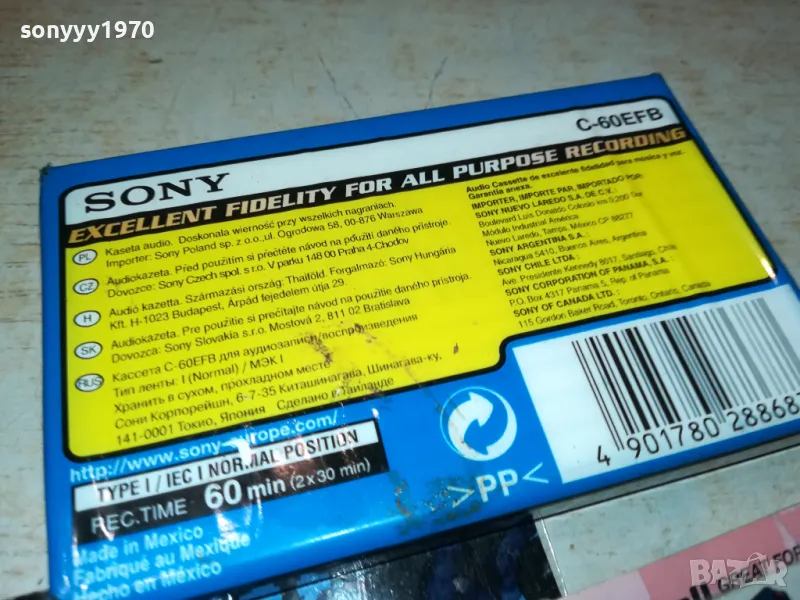 sonyyy1970
C-60EFB
SONY
EXCELLENT FIDELITY FOR ALL PURPOSE RECORDING
PL Kaseta audio. Doskonala wierność przy wszelkich nagraniach.
Importer: Sony Poland sp. z o.o.,ul. Ogrodowa 58, 00-876 Warszawa
CZ Audiokazeta. Před použitím si přečtěte návod na použití daného přístroje.
Dovozce: Sony Czech spol. s r.o. V parku 148 00 Praha 4-Chodov
H Audió kazetta. Származási ország: Thaiföld. Forgalmazó: Sony Hungária
Kft. H-1023 Budapest, Árpád fejedelem útja 29.
SK Audiokazeta. Pre použitie si prečítajte návod na použitie daného prístroja.
Dovozca: Sony Slovakia s.r.o. Mostová 2, 811 02 Bratislava
RUS Кассета C-60EFB для аудиозаписи/воспроизведения
Тип ленты: I (Normal) / МЭК I
Хранить в сухом, прохладном месте
Сони Корпорейшн, 6-7-35 Киташинагава, Шинагава-ку,
141-0001 Токио, Япония Сделано в Таиланде
Audio Cassette de excelente fidelidad para música y voz.
Garantía anexa.
IMPORTER, IMPORTE PAR, IMPORTADO POR:
SONY NUEVO LAREDO S.A. DE C.V. :
Boulevard Luis. Donaldo Colosio km 3,200 Sur
Módulo Industrial América
Nuevo Laredo, Tamps. México CP 88277
SONY ARGENTINA S.A. :
Nicaragua 5410, Buenos Aires, Argentina
SONY CHILE LTDA :
Ave. Presidente Kennedy 8017, Santiago, Chile
SONY CORPORATION OF PANAMA, S.A. :
P.O. Box 4317 Panama 5, Rep. of Panama
SONY OF CANADA LTD. :
115 Gordon Baker Road, Toronto, Ontario, Canada
http://www.sony-europe.com/
TYPE I / IEC I NORMAL POSITION
REC.TIME 60 min (2x30 min)
Made in Mexico
Fabriqué au Mexique
Hecho en México
>PP<
4 901780 28868
BAZAR